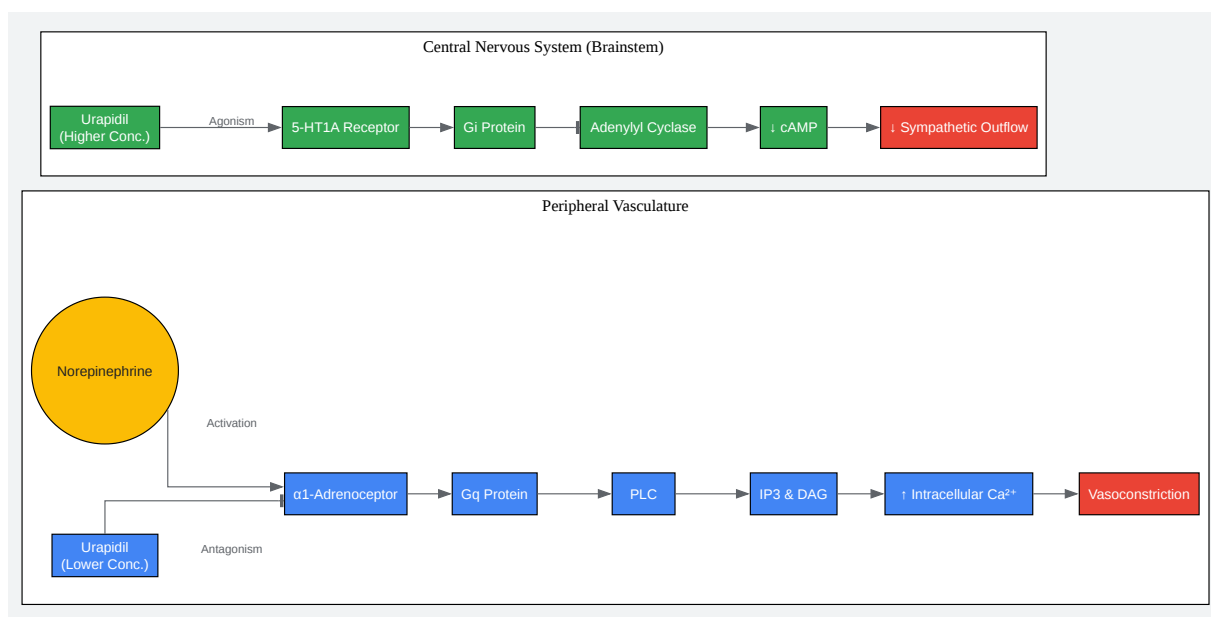 Central Nervous System (Brainstem)
Urapidil
(Higher Conc.)
Agonism
5-HT1A Receptor
Gi Protein
Adenylyl Cyclase
↓ cAMP
↓ Sympathetic Outflow
Peripheral Vasculature
Norepinephrine
Activation
α1-Adrenoceptor
Gq Protein
PLC
IP3 & DAG
↑ Intracellular Ca²⁺
Vasoconstriction
Urapidil
(Lower Conc.)
Antagonism